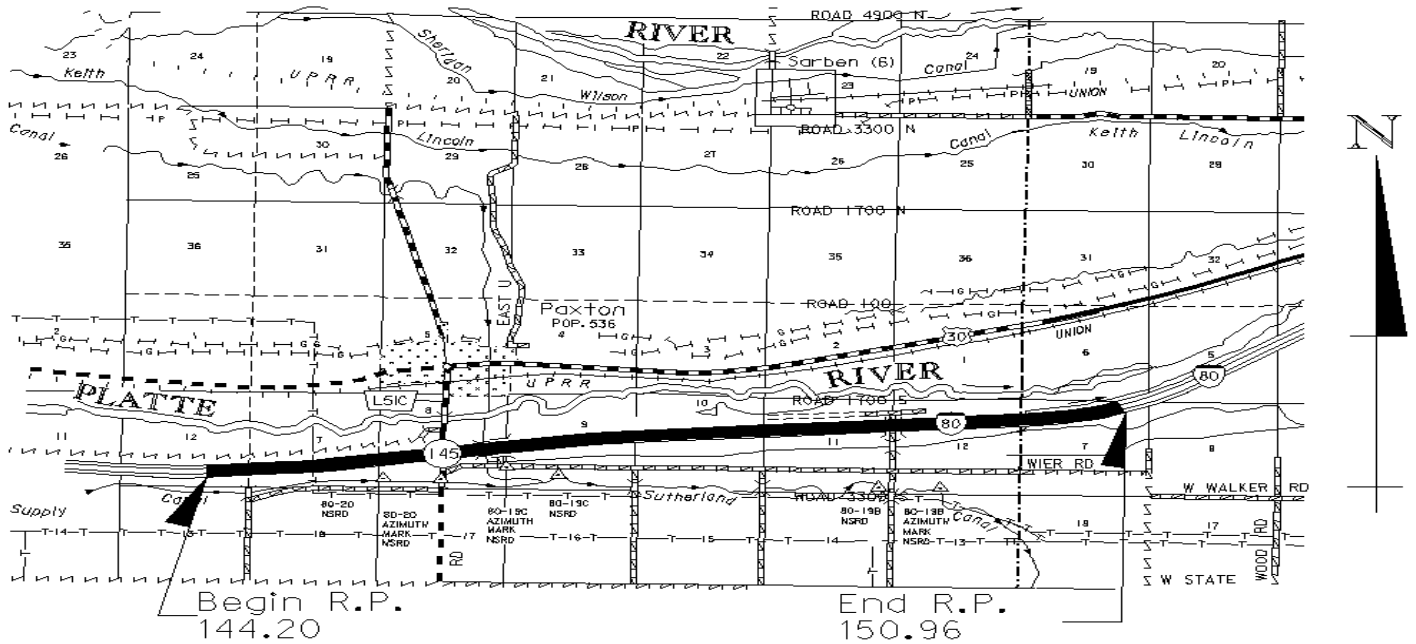 ROAD 4900 N
RIVER
23
24
19
Sheridan
20
21
22
24
19
20
Sarben (6)
Canal
Keith
UPRR
Wilson
23
UNION
P
P
P
P
P
P
ROAD 3300 N
Canal
Lincoln
Canal
Keith Lincoln
26
25
30
29
28
27
26
25
30
29
ROAD 1700 N
35
36
31
32
33
34
35
36
31
32
EAST U
G
G
ROAD 100
Paxton
POP. 536
T T T T T
2
G
G
G
G
5
4
G
3
G
2
30
1
UNION
6
5
UPRR
RIVER
80
PLATTE
L51C
ROAD 1700 S
8
9
10
11
12
7
11
80
12
7
8
145
WIER RD
W WALKER RD
Canal
Sutherland
ROAD 3300 S
Canal
Supply
80-20
NSRD
80-20
AZIMUTH
MARK
NSRD
80-19C
AZIMUTH
MARK
NSRD
80-19C
NSRD
80-19B
NSRD
80-19B
AZIMUTH
MARK
NSRD
14
13
18
17
16
15
14
13
18
17
RD
WOOD RD
W STATE
Begin R.P.
144.20
End R.P.
150.96
N